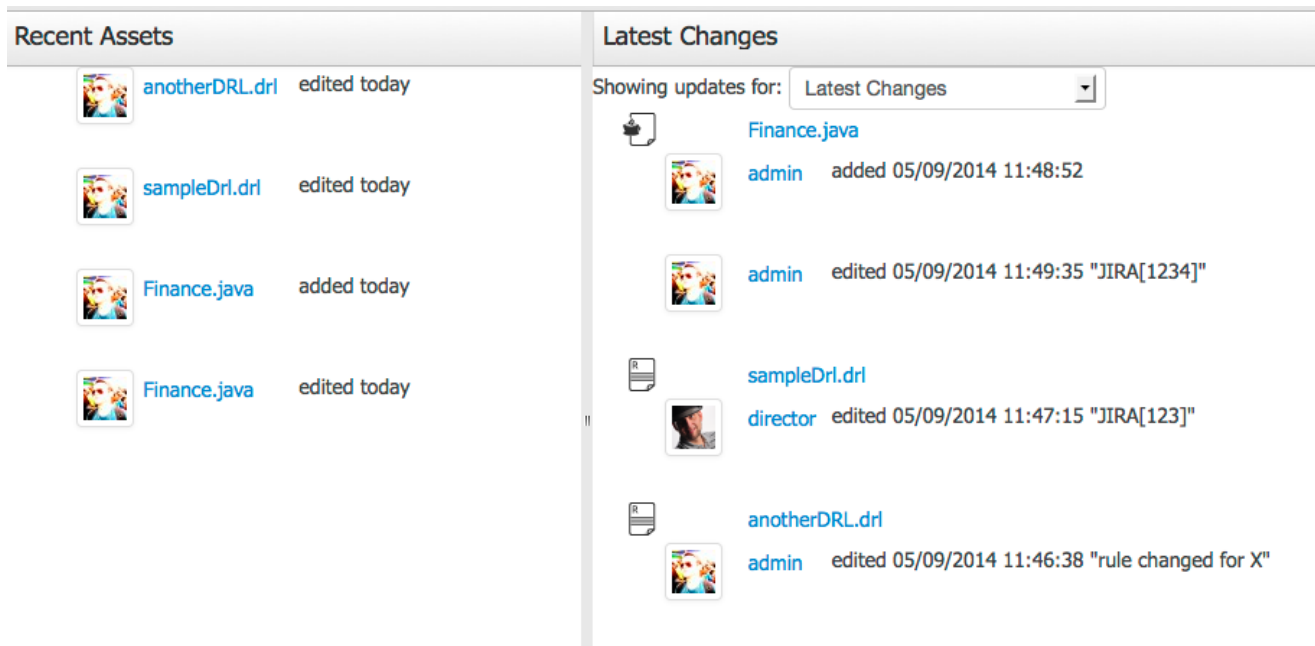 Recent Assets
anotherDRL.drl edited today
sampleDrl.drl edited today
Finance.java added today
Finance.java edited today
Latest Changes
Showing updates for: Latest Changes
Finance.java
admin added 05/09/2014 11:48:52
admin edited 05/09/2014 11:49:35 "JIRA[1234]"
R
sampleDrl.drl
director edited 05/09/2014 11:47:15 "JIRA[123]"
R
anotherDRL.drl
admin edited 05/09/2014 11:46:38 "rule changed for X"